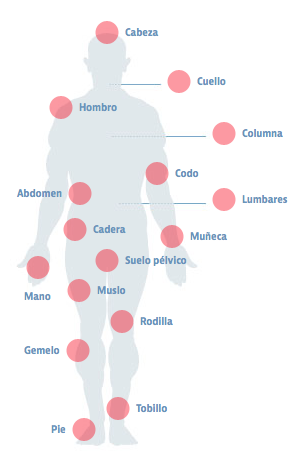 Cabeza
Cuello
Hombro
Columna
Codo
Abdomen
Lumbares
Cadera
Muñeca
Suelo pélvico
Mano
Muslo
Rodilla
Gemelo
Tobillo
Pie